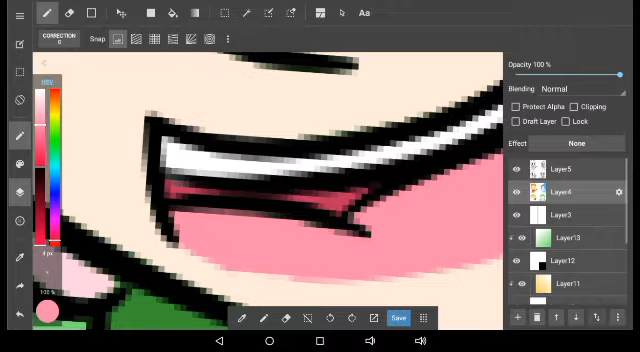 Aa
CORRECTION
0
Snap
off
HSV
4 px
100 %
Save
Opacity 100 %
Blending Normal
Protect Alpha Clipping
Draft Layer Lock
Effect None
Layer5
Layer4
Layer3
Layer13
Layer12
Layer11